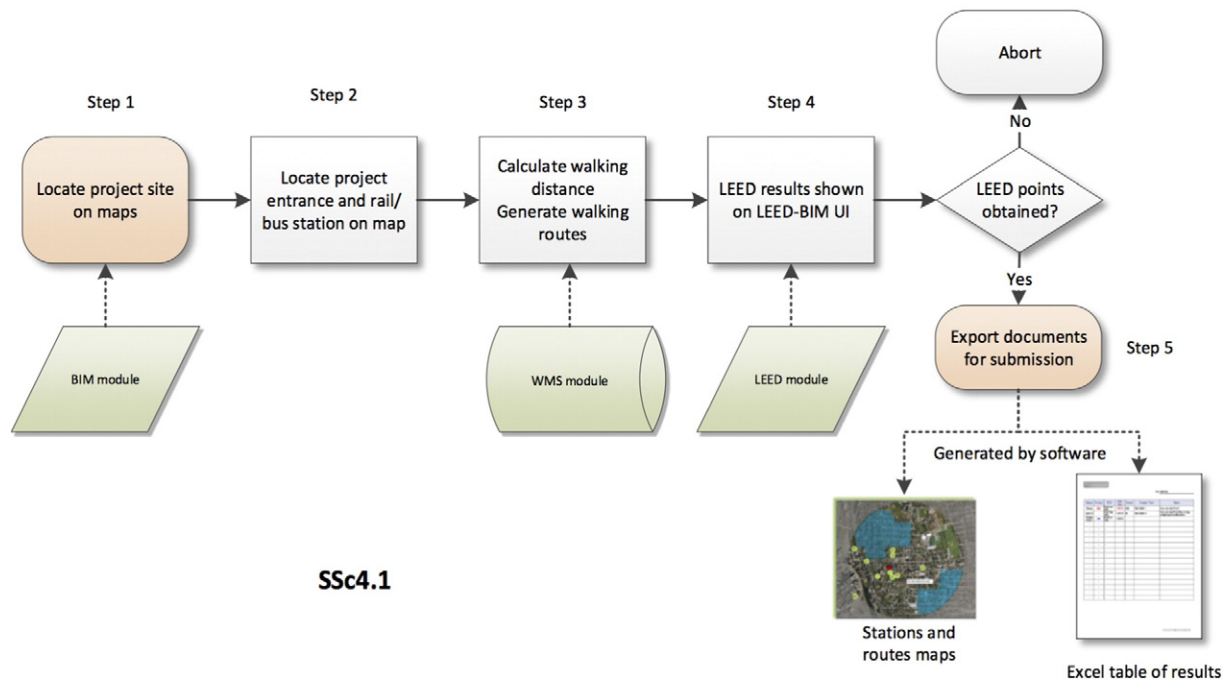 Step 1
Locate project site
on maps
BIM module
Step 2
Locate project
entrance and rail/
bus station on map
Step 3
Calculate walking
distance
Generate walking
routes
WMS module
Step 4
LEED results shown
on LEED-BIM UI
LEED module
LEED points
obtained?
No
Abort
Yes
Export documents
for submission
Step 5
Generated by software
Stations and
routes maps
Excel table of results
SSc4.1